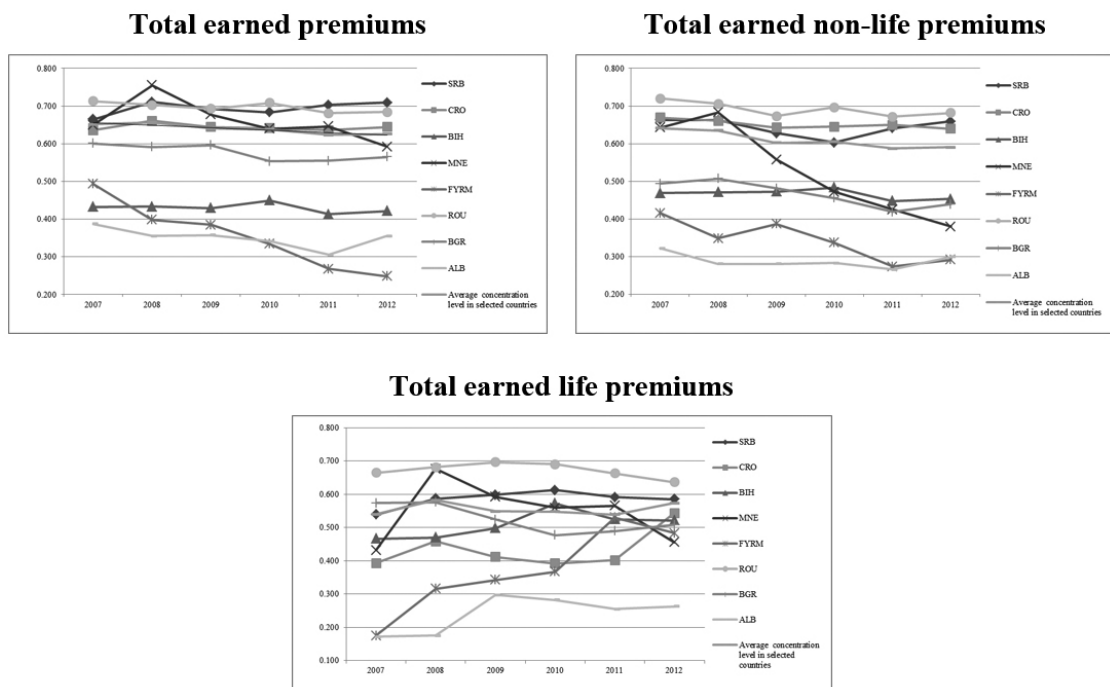 Total earned premiums
Total earned non-life premiums
0.800
0.700
0.600
0.500
0.400
0.300
0.200
2007 2008 2009 2010 2011 2012
SRB
CRO
BIH
MNE
FYRM
ROU
BGR
ALB
Average concentration
level in selected countries
0.800
0.700
0.600
0.500
0.400
0.300
0.200
2007 2008 2009 2010 2011 2012
SRB
CRO
BIH
MNE
FYRM
ROU
BGR
ALB
Average concentration
level in selected countries
Total earned life premiums
0.800
0.700
0.600
0.500
0.400
0.300
0.200
0.100
2007 2008 2009 2010 2011 2012
SRB
CRO
BIH
MNE
FYRM
ROU
BGR
ALB
Average concentration
level in selected
countries